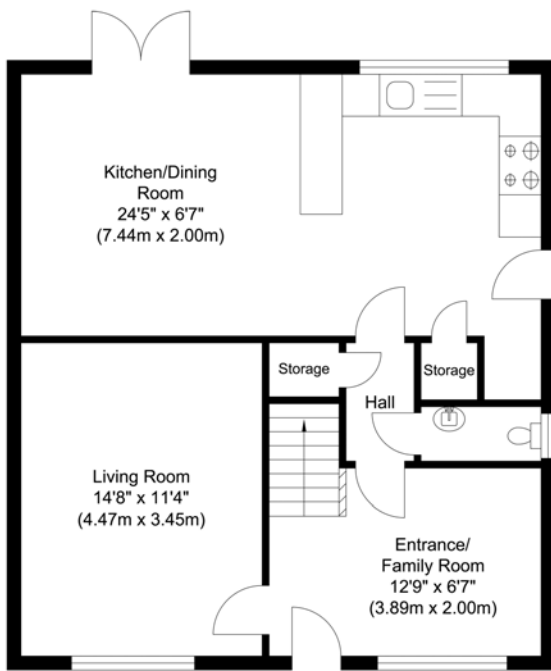 Kitchen/Dining
Room
24'5" x 6'7"
(7.44m x 2.00m)
Storage
Storage
Hall
Living Room
14'8" x 11'4"
(4.47m x 3.45m)
Entrance/
Family Room
12'9" x 6'7"
(3.89m x 2.00m)